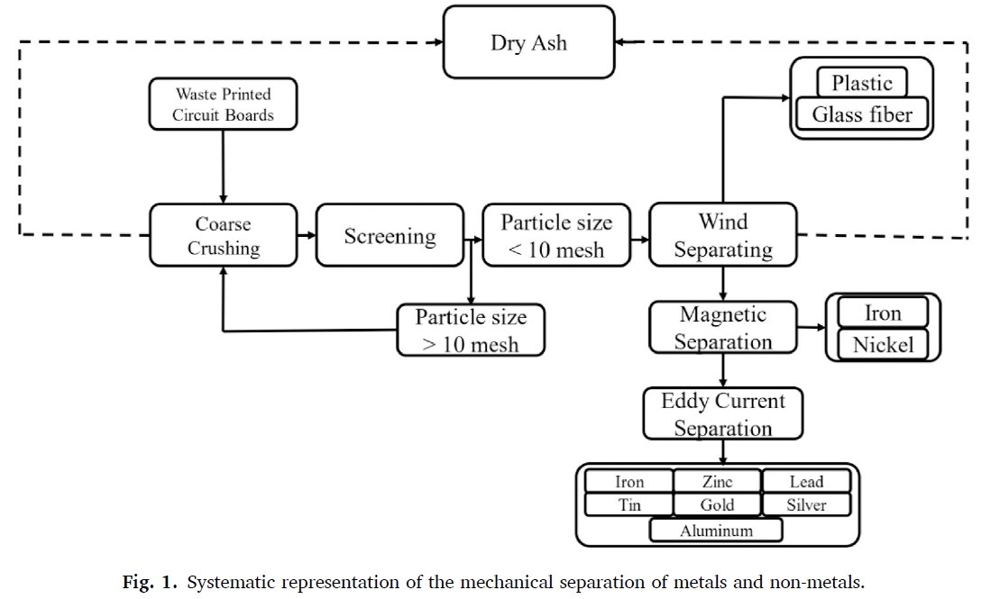 Dry Ash
Waste Printed
Circuit Boards
Plastic
Glass fiber
Coarse
Crushing
Screening
Particle size
< 10 mesh
Wind
Separating
Particle size
> 10 mesh
Magnetic
Separation
Iron
Nickel
Eddy Current
Separation
Iron
Zinc
Lead
Tin
Gold
Silver
Aluminum
Fig. 1. Systematic representation of the mechanical separation of metals and non-metals.